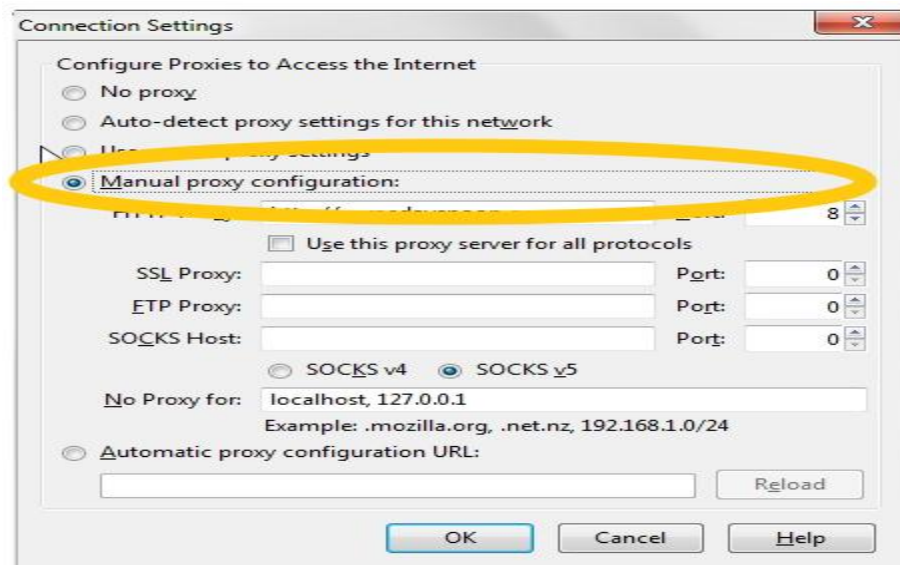 Connection Settings
Configure Proxies to Access the Internet
No proxy
Auto-detect proxy settings for this network
settings
Manual proxy configuration:
8
Use this proxy server for all protocols
SSL Proxy: Port: 0
FTP Proxy: Port: 0
SOCKS Host: Port: 0
SOCKS v4 SOCKS v5
No Proxy for: localhost, 127.0.0.1
Example: .mozilla.org, .net.nz, 192.168.1.0/24
Automatic proxy configuration URL:
Reload
OK Cancel Help